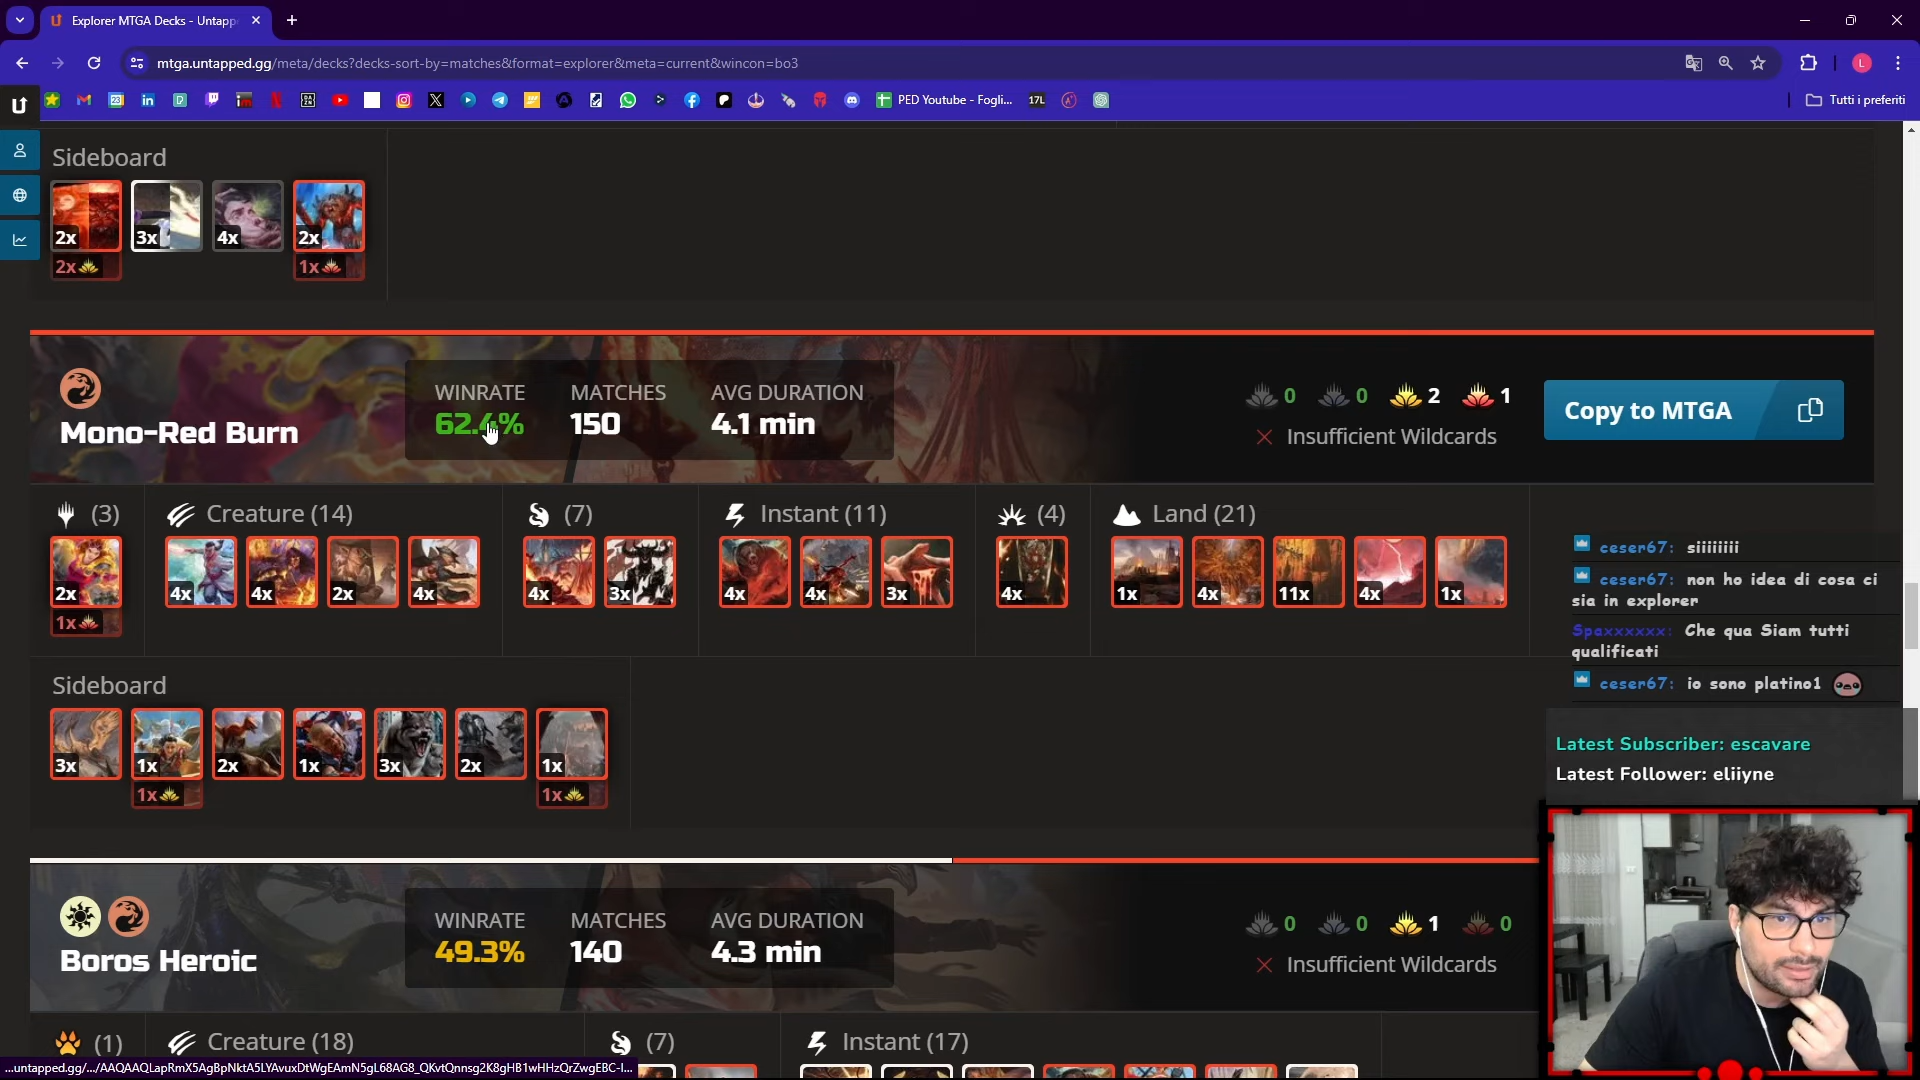 Explorer MTGA Decks - Untapp
mtga.untapped.gg/meta/decks?decks-sort-by=matches&format=explorer&meta=current&wincon=bo3
PED Youtube - Fogli...
17L
Tutti i preferiti
Sideboard
2x 3x 4x 2x
2x 1x
Mono-Red Burn
WINRATE MATCHES AVG DURATION
62.4% 150 4.1 min
0 0 2 1
Insufficient Wildcards
Copy to MTGA
(3) Creature (14) (7) Instant (11) (4) Land (21)
2x 4x 4x 2x 4x 4x 3x 4x 4x 3x 4x 1x 4x 11x 4x 1x
1x
ceser67: siiiiiiii
ceser67: non ho idea di cosa ci
sia in explorer
Spaxxxxxx: Che qua Siam tutti
qualificati
ceser67: io sono platino1
Sideboard
3x 1x 2x 1x 3x 2x 1x
1x 1x
Latest Subscriber: escavare
Latest Follower: eliiyne
Boros Heroic
WINRATE MATCHES AVG DURATION
49.3% 140 4.3 min
0 0 1 0
Insufficient Wildcards
(1) Creature (18) (7) Instant (17)